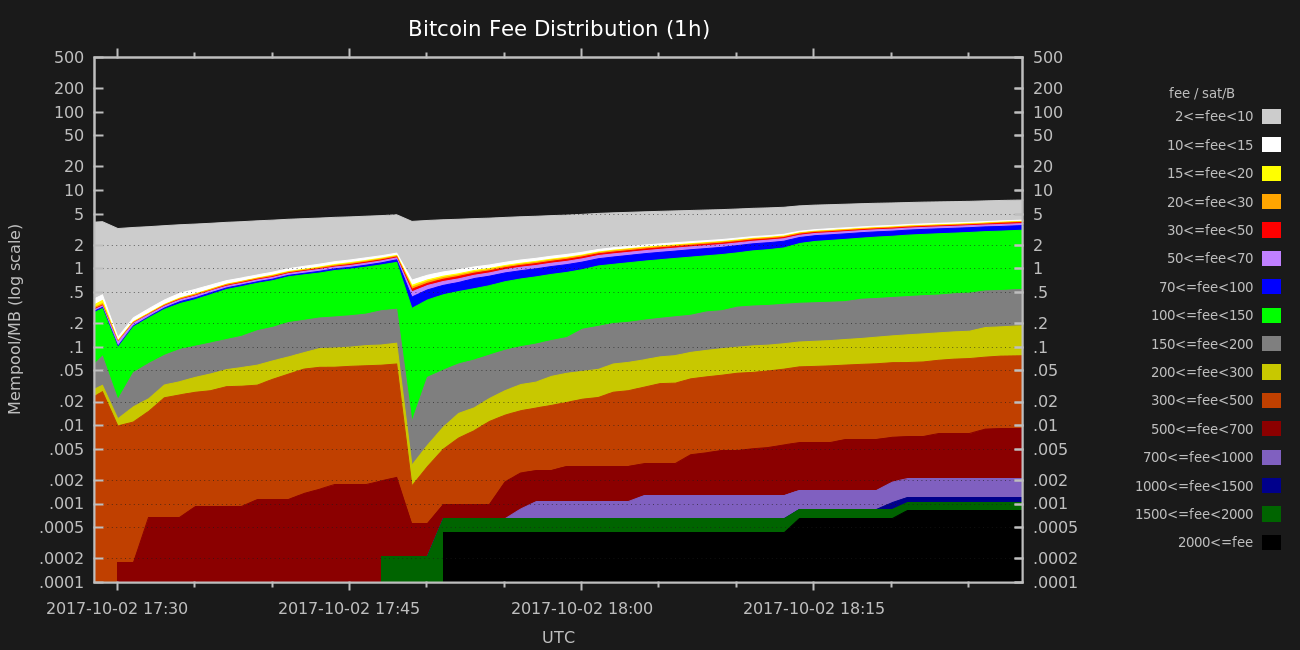 Bitcoin Fee Distribution (1h)
500
200
100
50
20
10
5
2
1
.5
.2
.1
.05
.02
.01
.005
.002
.001
.0005
.0002
.0001
Mempool/MB (log scale)
500
200
100
50
20
10
5
2
1
.5
.2
.1
.05
.02
.01
.005
.002
.001
.0005
.0002
.0001
2017-10-02 17:30
2017-10-02 17:45
2017-10-02 18:00
2017-10-02 18:15
UTC
fee / sat/B
2<=fee<10
10<=fee<15
15<=fee<20
20<=fee<30
30<=fee<50
50<=fee<70
70<=fee<100
100<=fee<150
150<=fee<200
200<=fee<300
300<=fee<500
500<=fee<700
700<=fee<1000
1000<=fee<1500
1500<=fee<2000
2000<=fee